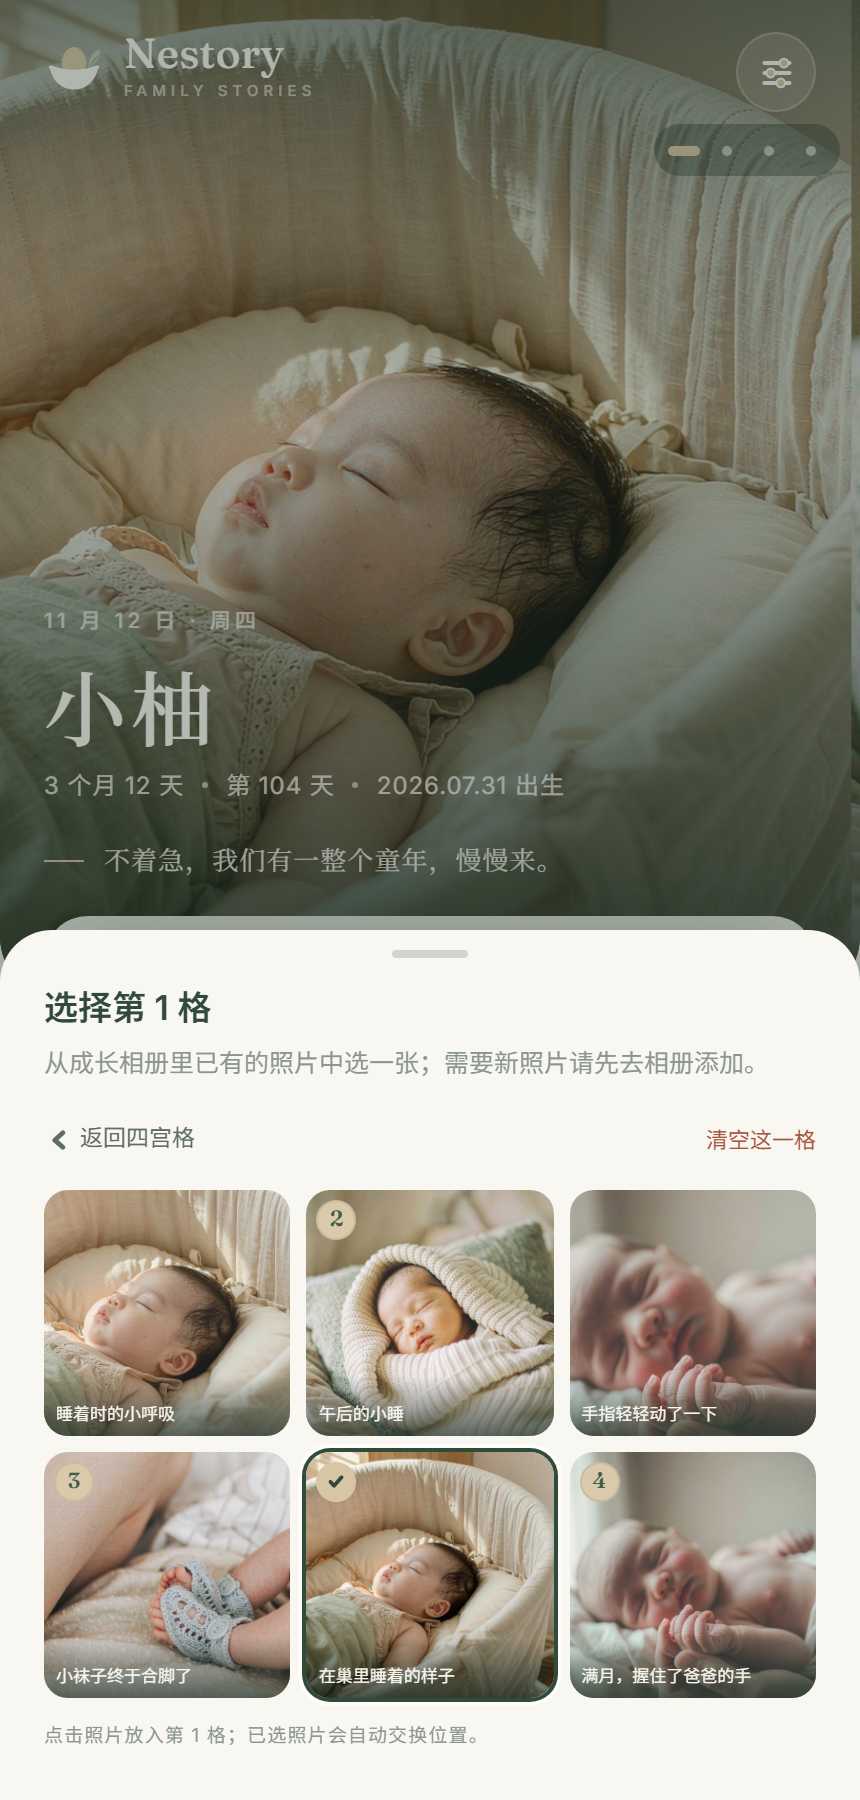 Nestory
FAMILY STORIES
11 月 12 日 · 周四
小柚
3 个月 12 天 • 第 104 天 • 2026.07.31 出生
不着急，我们有一整个童年，慢慢来。
选择第 1 格
从成长相册里已有的照片中选一张；需要新照片请先去相册添加。
返回四宫格
清空这一格
睡着时的小呼吸
2
午后的小睡
手指轻轻动了一下
3
小袜子终于合脚了
在巢里睡着的样子
4
满月，握住了爸爸的手
点击照片放入第 1 格；已选照片会自动交换位置。